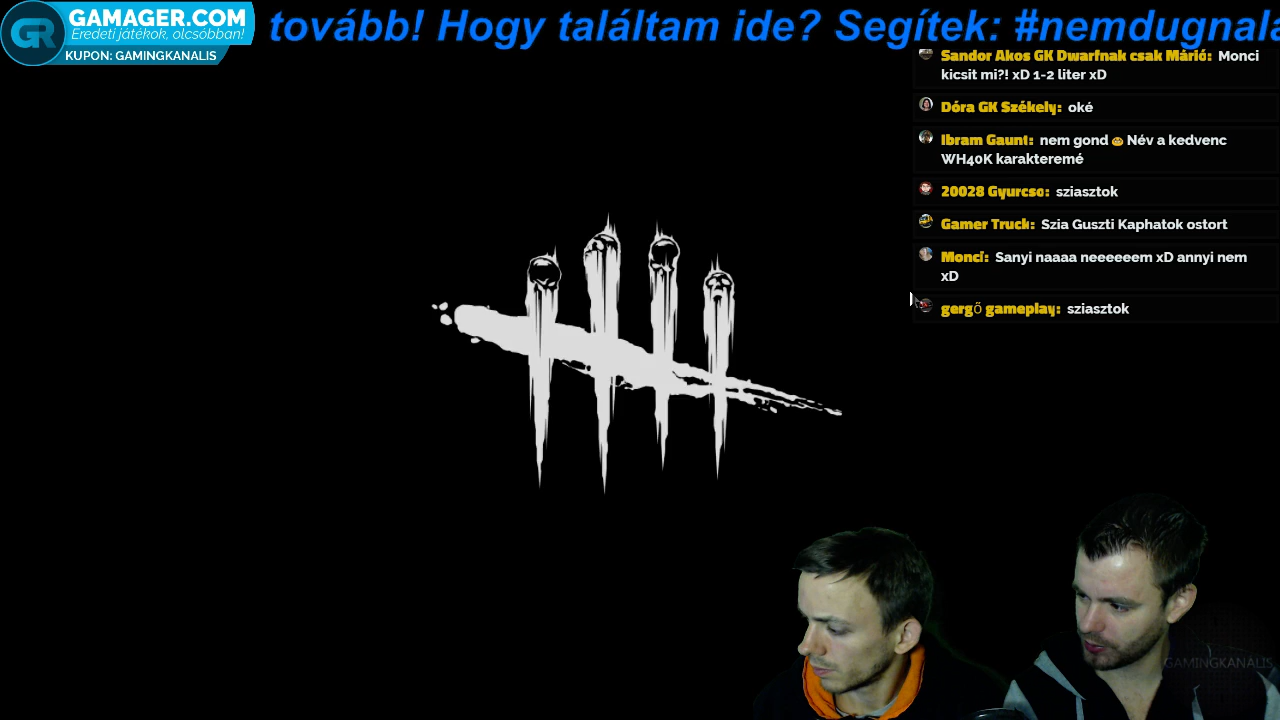 GAMAGER.COM
Eredeti játékok, olcsóbban!
KUPON: GAMINGKANALIS
GR
tovább! Hogy találtam ide? Segítek: #nemdugnala
Sandor Akos GK Dwarfnak csak Márió: Monci
kicsit mi?! xD 1-2 liter xD
Dóra GK Székely: oké
Ibram Gaunt: nem gond Név a kedvenc
WH40K karakteremé
20028 Gyurcso: sziasztok
Gamer Truck: Szia Guszti Kaphatok ostort
Monci: Sanyi naaaa neeeeeem xD annyi nem
xD
gergő gameplay: sziasztok
GAMINGKANALIS